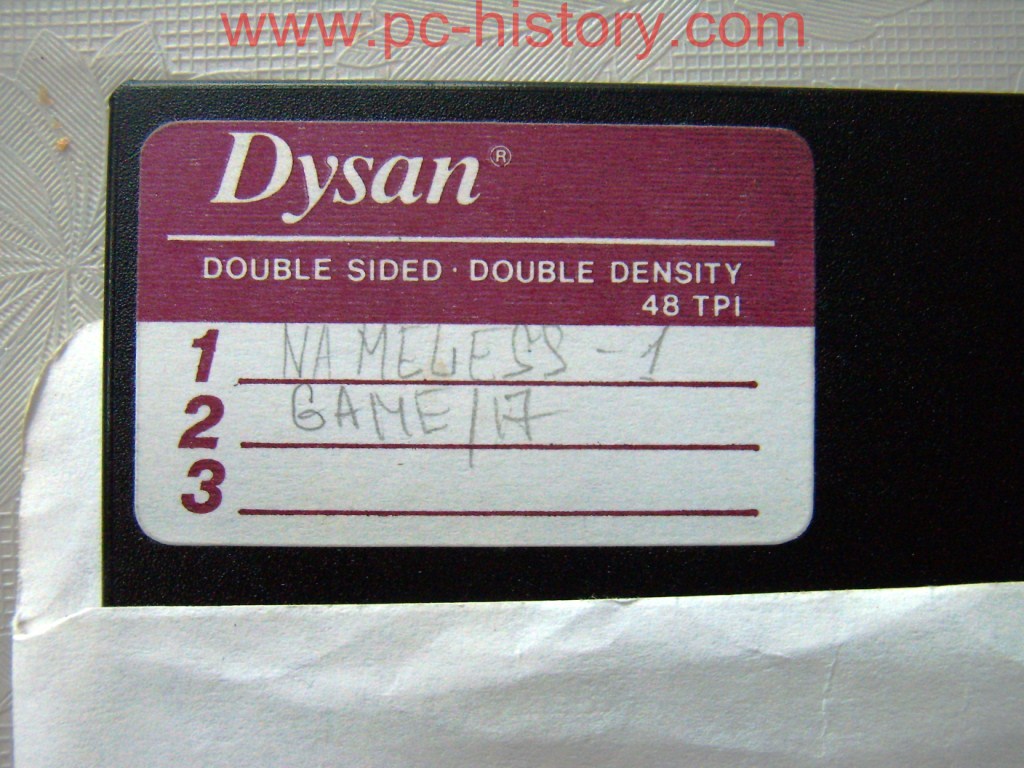 www.pc-history.com
Dysan®
DOUBLE SIDED · DOUBLE DENSITY
48 TPI
1 NAMELESS - 1
2 GAME/17
3